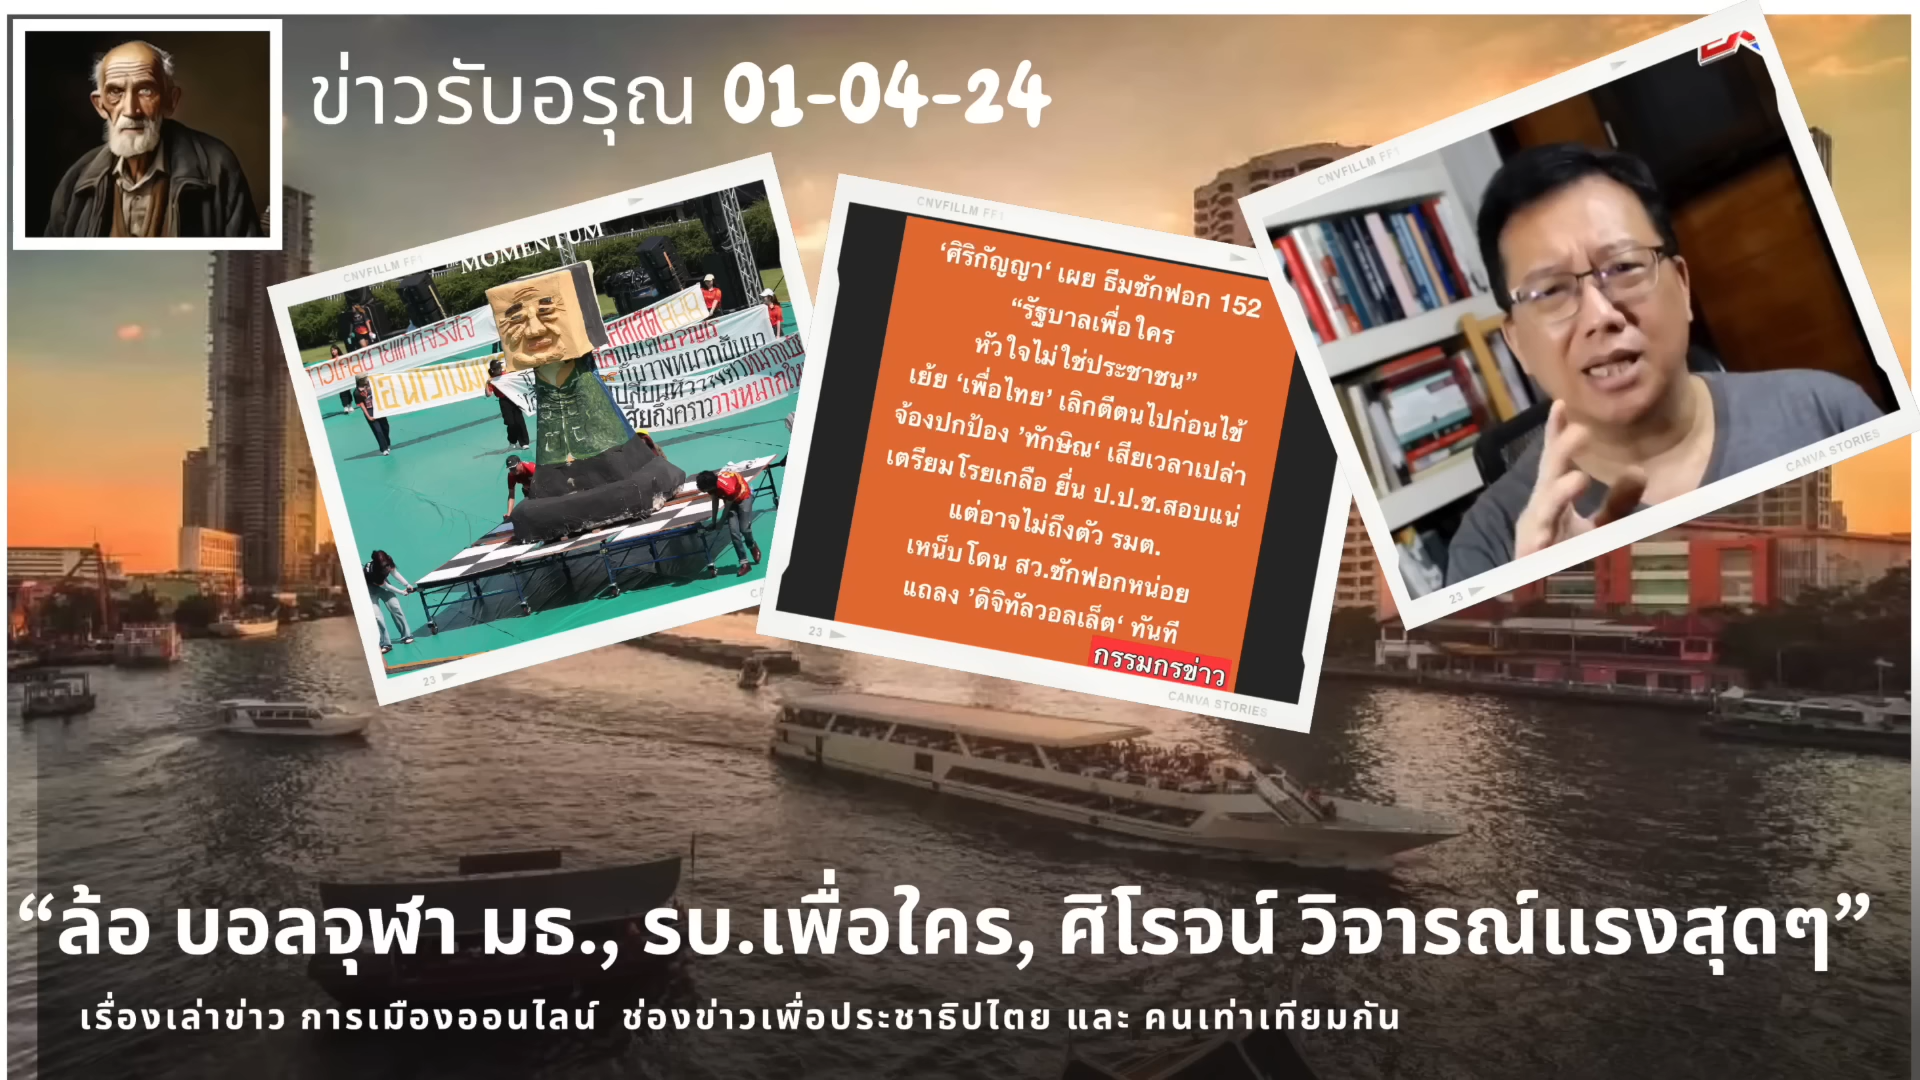 ข่าวรับอรุณ 01-04-24
CNVFILLM FF1
THE MOMENTUM
23
CNVFILLM FF1
‘ศิริกัญญา‘ เผย ธีมซักฟอก 152
“รัฐบาลเพื่อใคร
หัวใจไม่ใช่ประชาชน”
เย้ย ‘เพื่อไทย’ เลิกตีตนไปก่อนไข้
จ้องปกป้อง ’ทักษิณ‘ เสียเวลาเปล่า
เตรียมโรยเกลือ ยื่น ป.ป.ช.สอบแน่
แต่อาจไม่ถึงตัว รมต.
เหน็บโดน สว.ซักฟอกหน่อย
แถลง ’ดิจิทัลวอลเล็ต‘ ทันที
กรรมกรข่าว
23
CANVA STORIES
CNVFILLM FF1
23
CANVA STORIES
“ล้อ บอลจุฬา มธ., รบ.เพื่อใคร, ศิโรจน์ วิจารณ์แรงสุดๆ”
เรื่องเล่าข่าว การเมืองออนไลน์ ช่องข่าวเพื่อประชาธิปไตย และ คนเท่าเทียมกัน